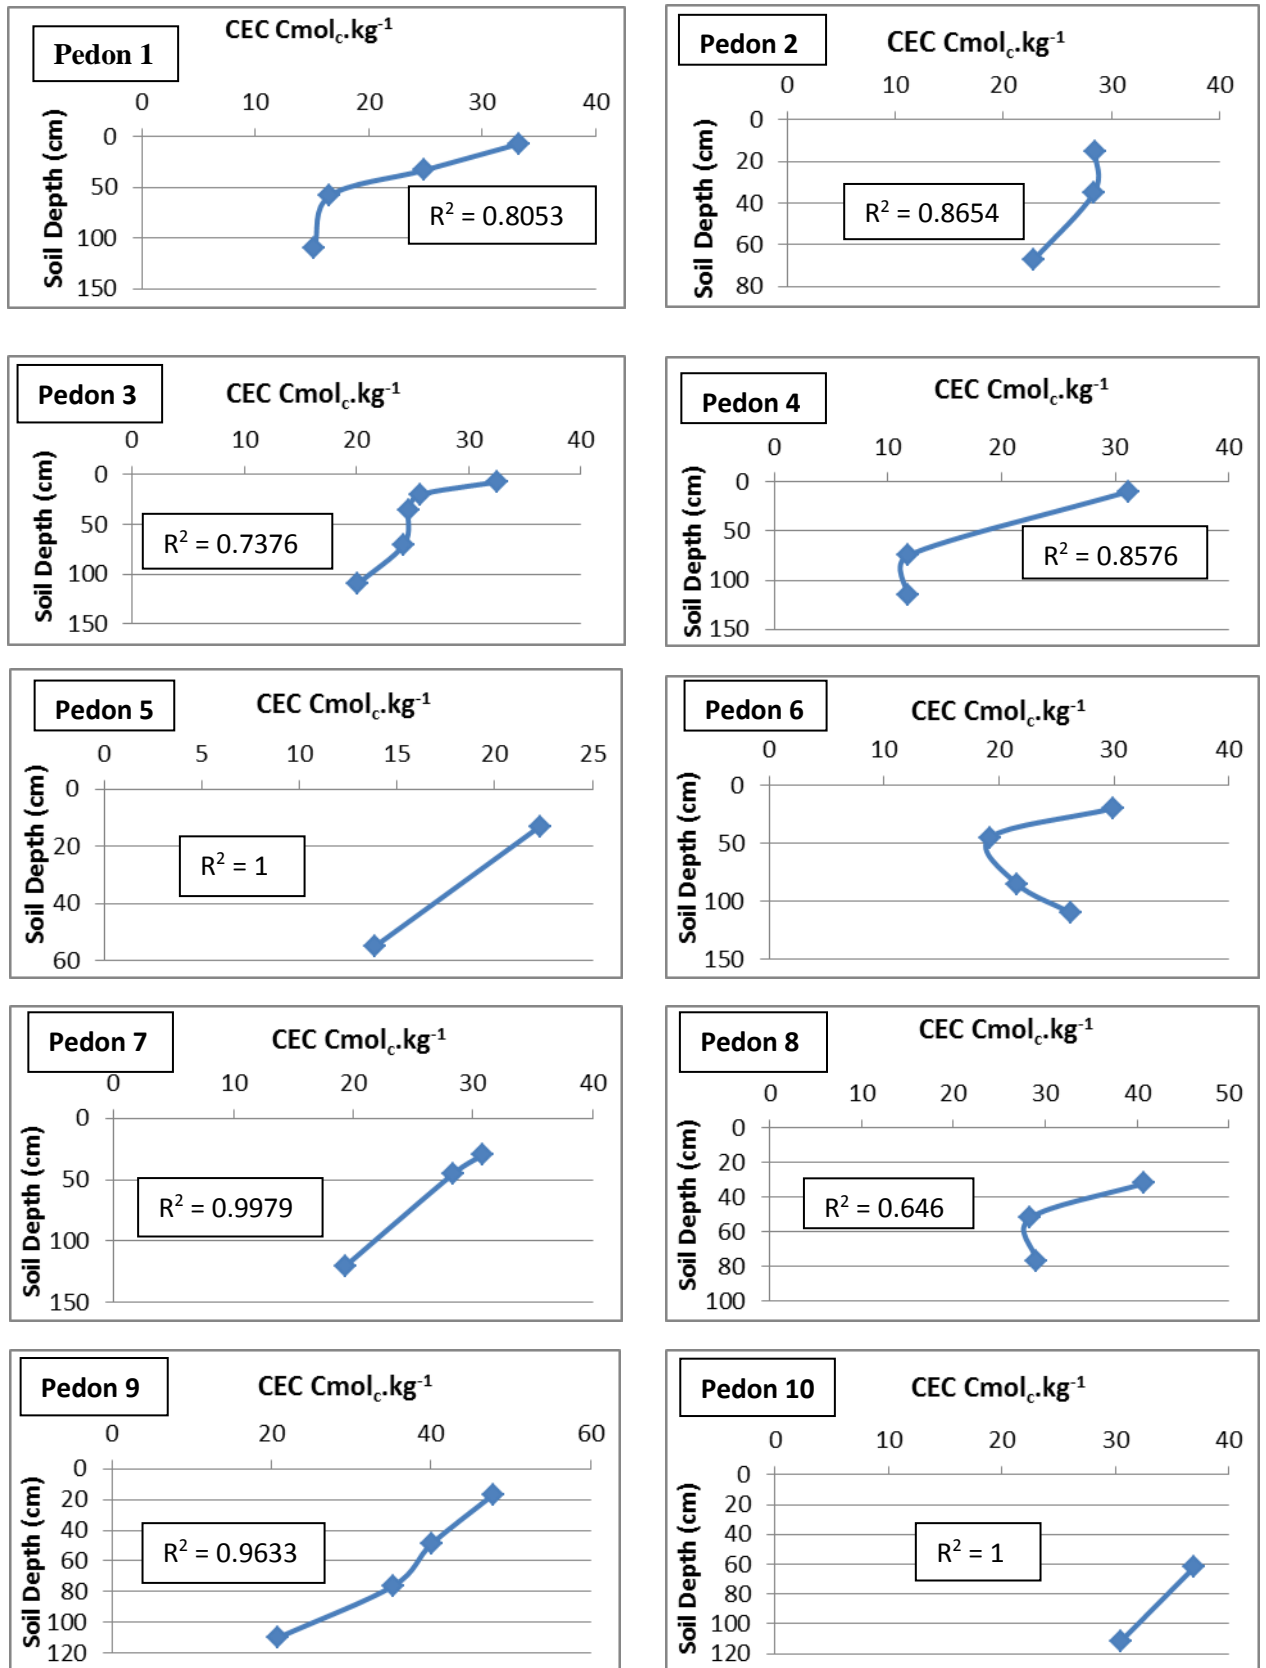 Pedon 1
CEC Cmolc.kg-1
0 10 20 30 40
Soil Depth (cm)
0
50
100
150
R2 = 0.8053
Pedon 2
CEC Cmolc.kg-1
0 10 20 30 40
Soil Depth (cm)
0
20
40
60
80
R2 = 0.8654
Pedon 3
CEC Cmolc.kg-1
0 10 20 30 40
Soil Depth (cm)
0
50
100
150
R2 = 0.7376
Pedon 4
CEC Cmolc.kg-1
0 10 20 30 40
Soil Depth (cm)
0
50
100
150
R2 = 0.8576
Pedon 5
CEC Cmolc.kg-1
0 5 10 15 20 25
Soil Depth (cm)
0
20
40
60
R2 = 1
Pedon 6
CEC Cmolc.kg-1
0 10 20 30 40
Soil Depth (cm)
0
50
100
150
Pedon 7
CEC Cmolc.kg-1
0 10 20 30 40
Soil Depth (cm)
0
50
100
150
R2 = 0.9979
Pedon 8
CEC Cmolc.kg-1
0 10 20 30 40 50
Soil Depth (cm)
0
20
40
60
80
100
R2 = 0.646
Pedon 9
CEC Cmolc.kg-1
0 20 40 60
Soil Depth (cm)
0
20
40
60
80
100
120
R2 = 0.9633
Pedon 10
CEC Cmolc.kg-1
0 10 20 30 40
Soil Depth (cm)
0
20
40
60
80
100
120
R2 = 1